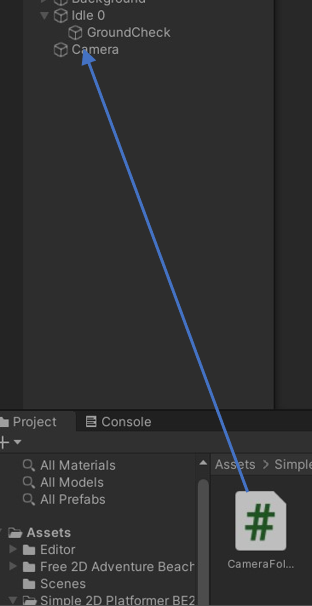 Background
Idle 0
GroundCheck
Camera
Project
Console
All Materials
All Models
All Prefabs
Assets
Editor
Free 2D Adventure Beach
Scenes
Simple 2D Platformer BE2
Assets > Simple
CameraFol...